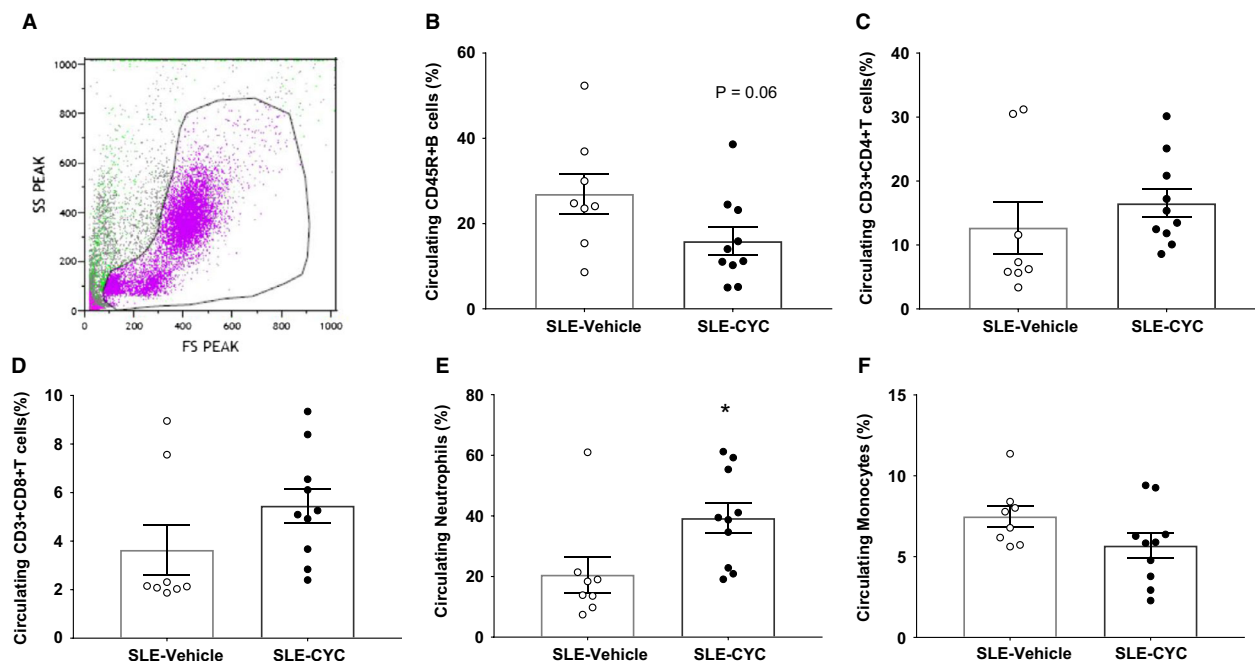 A
SS PEAK
1000
800
600
400
200
0
0 200 400 600 800 1000
FS PEAK
B
Circulating CD45R+B cells (%)
60
40
20
0
P = 0.06
SLE-Vehicle SLE-CYC
C
Circulating CD3+CD4+T cells(%)
40
30
20
10
0
SLE-Vehicle SLE-CYC
D
Circulating CD3+CD8+T cells(%)
10
8
6
4
2
0
SLE-Vehicle SLE-CYC
E
Circulating Neutrophils (%)
80
60
40
20
0
*
SLE-Vehicle SLE-CYC
F
Circulating Monocytes (%)
15
10
5
0
SLE-Vehicle SLE-CYC